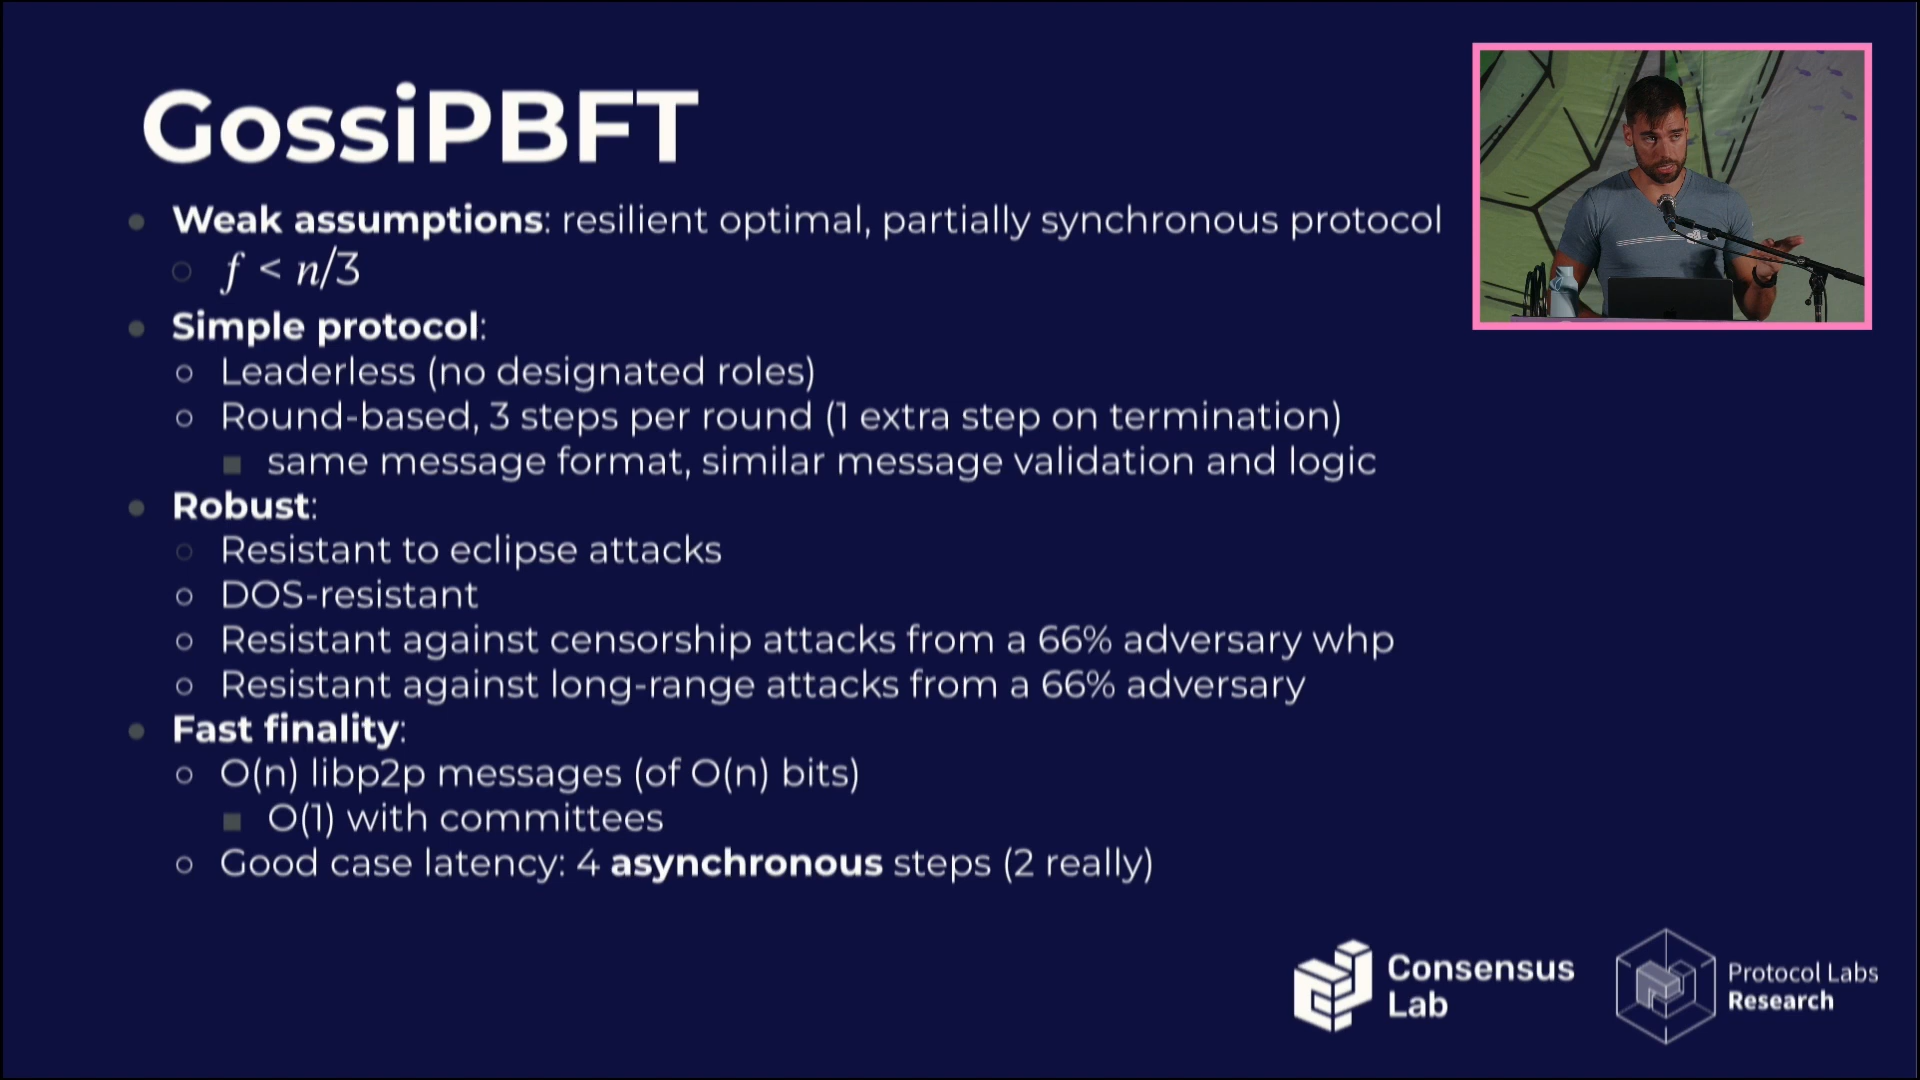 GossiPBFT
Weak assumptions: resilient optimal, partially synchronous protocol
f < n/3
Simple protocol:
Leaderless (no designated roles)
Round-based, 3 steps per round (1 extra step on termination)
same message format, similar message validation and logic
Robust:
Resistant to eclipse attacks
DOS-resistant
Resistant against censorship attacks from a 66% adversary whp
Resistant against long-range attacks from a 66% adversary
Fast finality:
O(n) libp2p messages (of O(n) bits)
O(1) with committees
Good case latency: 4 asynchronous steps (2 really)
Consensus
Lab
Protocol Labs
Research